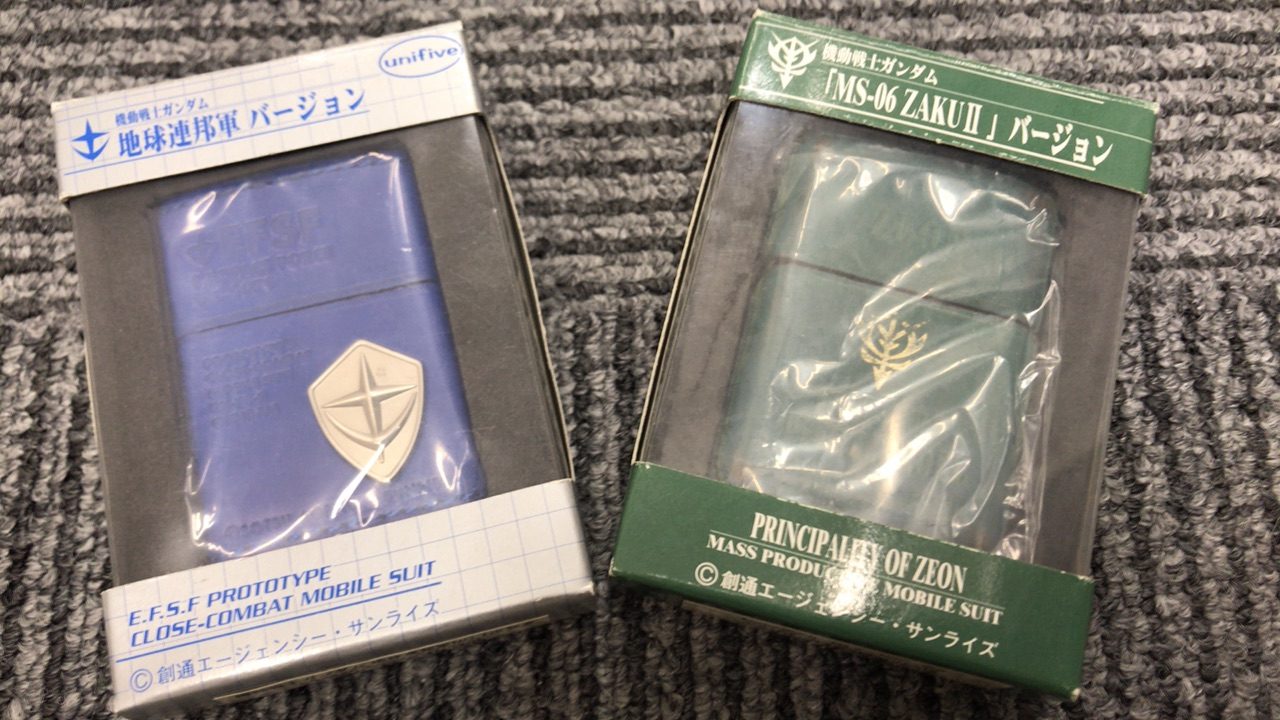 unifive
機動戦士ガンダム
地球連邦軍 バージョン
E.F.S.F PROTOTYPE
CLOSE-COMBAT MOBILE SUIT
©創通エージェンシー・サンライズ
機動戦士ガンダム
「MS-06 ZAKUⅡ」バージョン
PRINCIPALITY OF ZEON
MASS PRODUCTIVE MOBILE SUIT
©創通エージェンシー・サンライズ